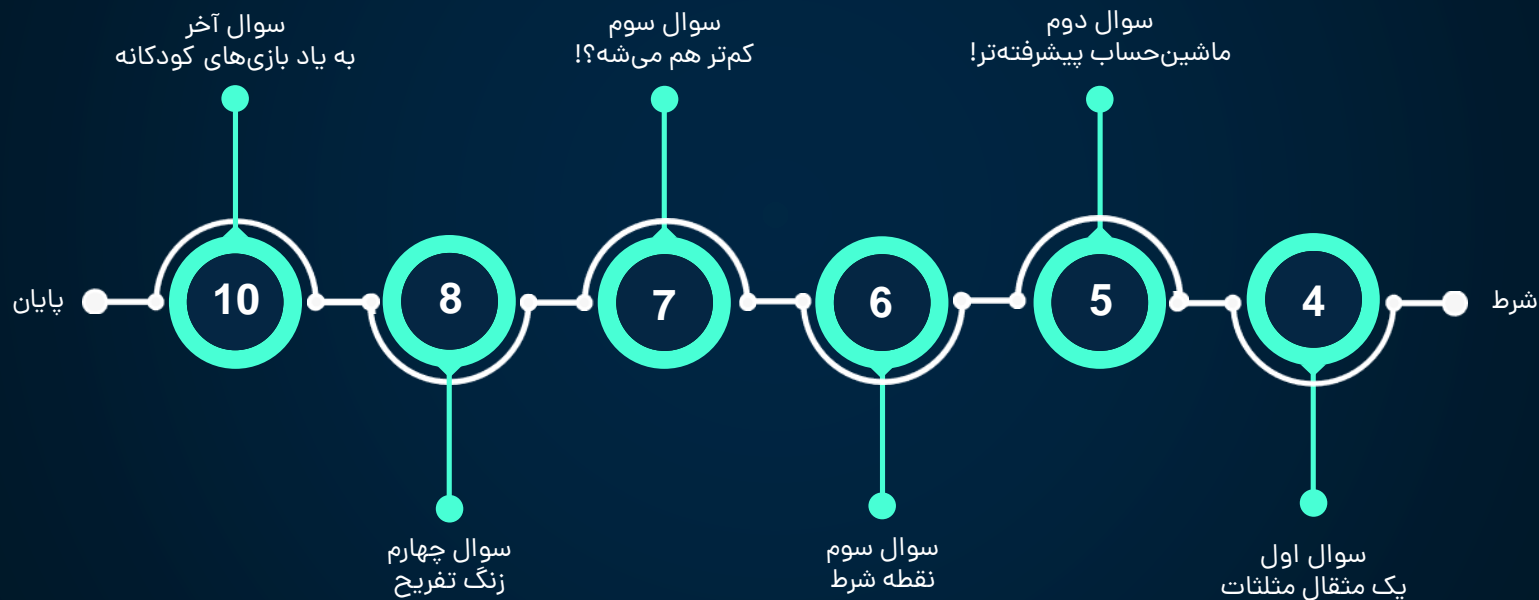 شرط
4
سوال اول
یک مثقال مثلثات
5
سوال دوم
ماشین‌حساب پیشرفته‌تر!
6
سوال سوم
نقطه شرط
7
سوال سوم
کم‌تر هم می‌شه؟!
8
سوال چهارم
زنگ تفریح
10
سوال آخر
به یاد بازی‌های کودکانه
پایان